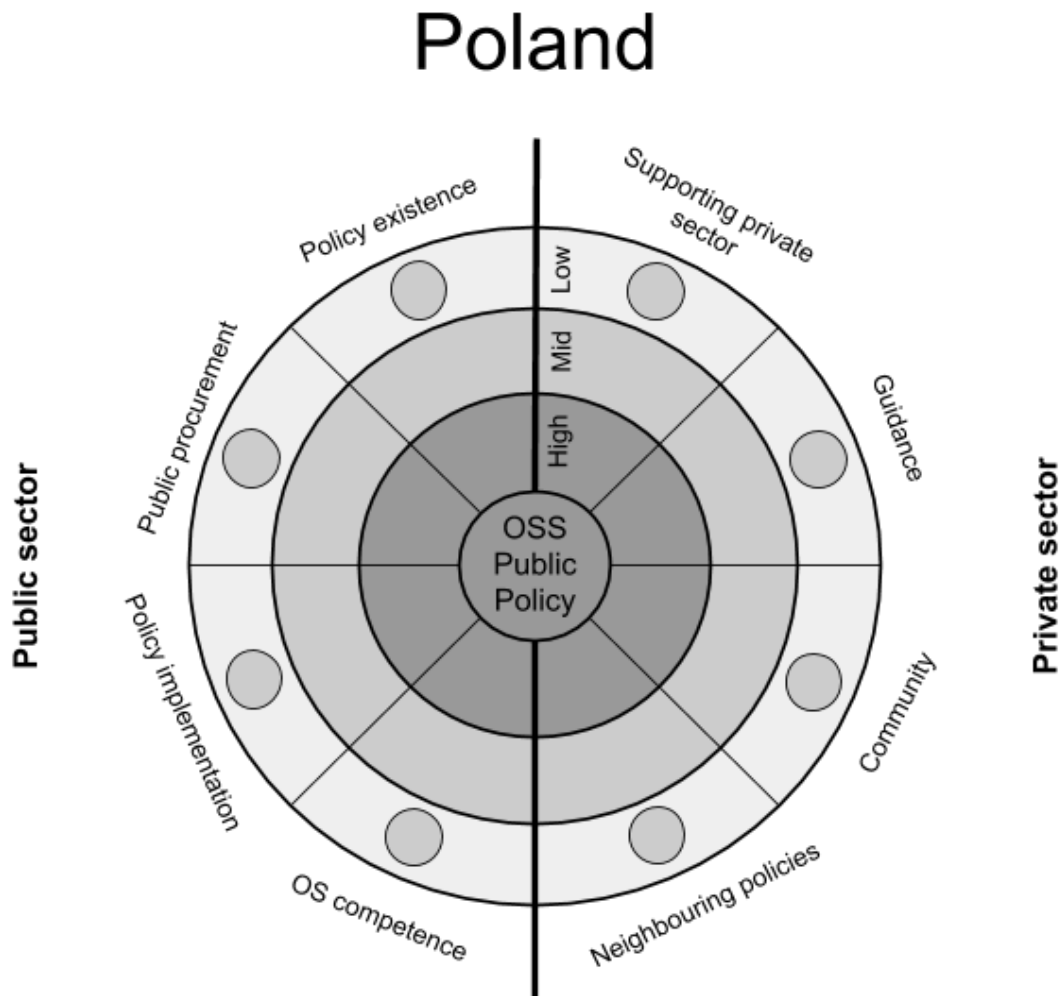 Poland
Policy existence
Supporting private
sector
Low
Mid
High
Public procurement
Guidance
Public sector
OSS
Public
Policy
Private sector
Policy implementation
Community
OS competence
Neighbouring policies